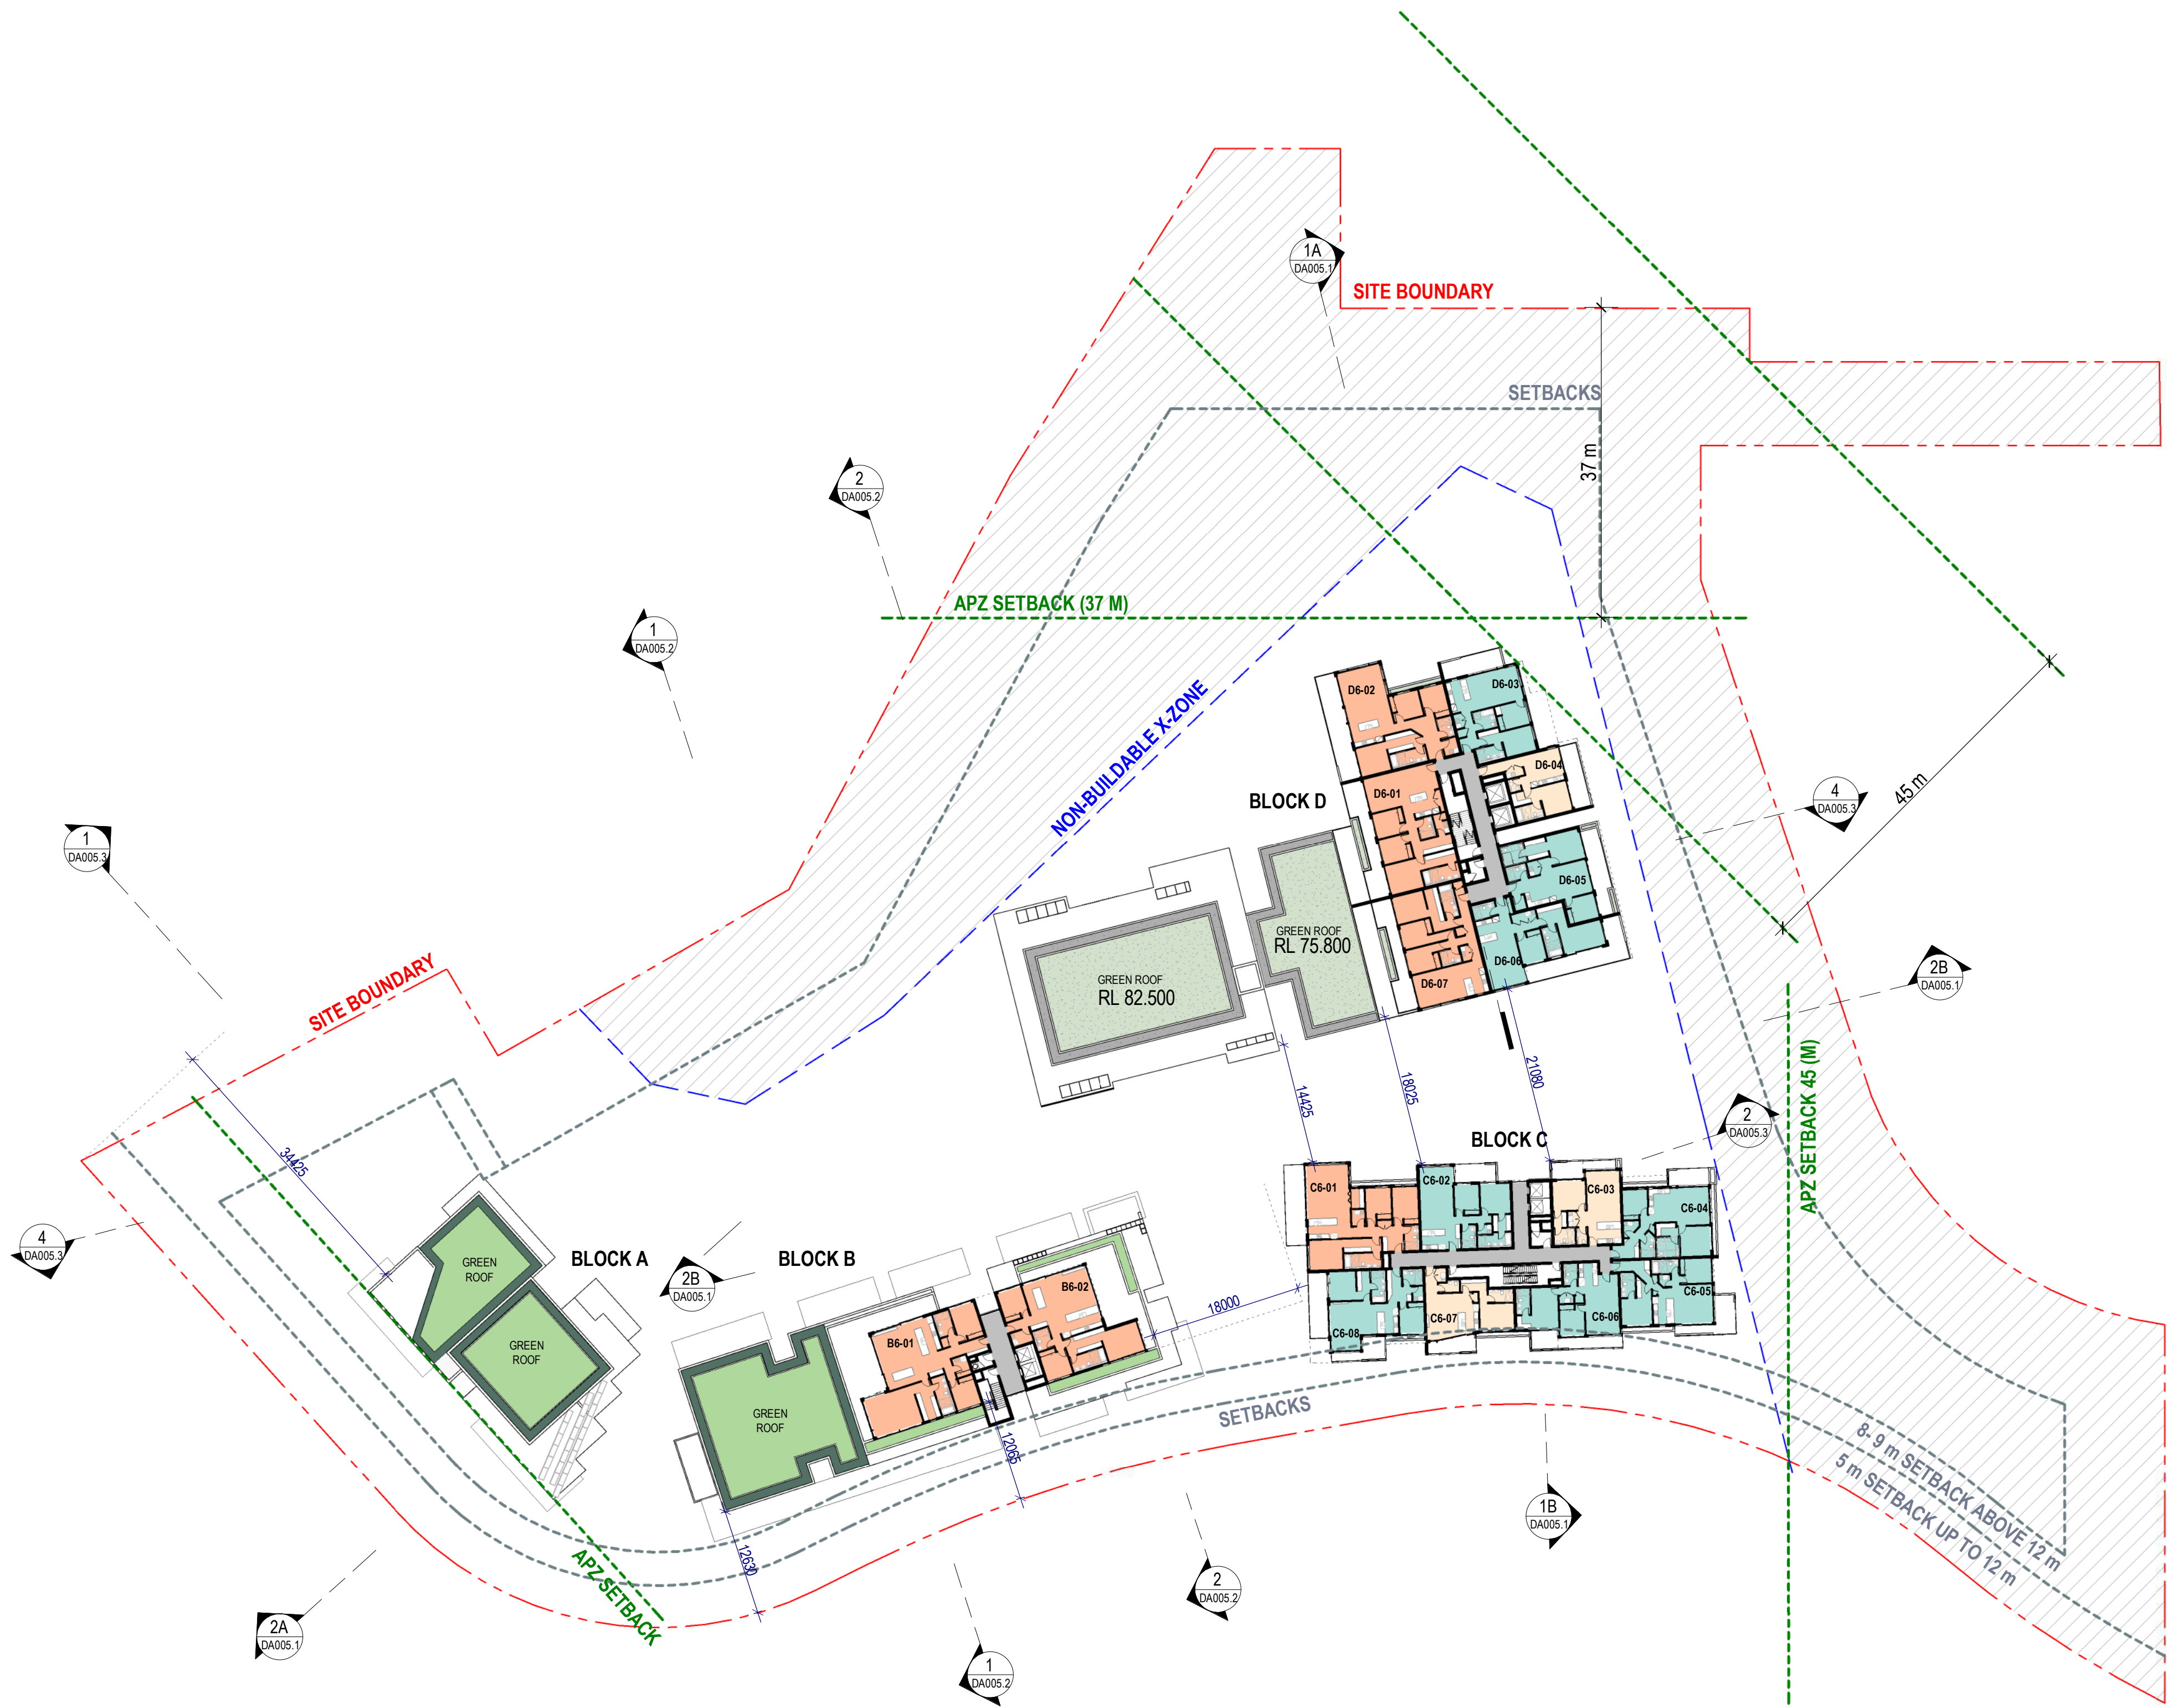 1A
DA005.1
SITE BOUNDARY
SETBACKS
37 m
2
DA005.2
APZ SETBACK (37 M)
1
DA005.2
NON-BUILDABLE X-ZONE
D6-02
D6-03
D6-04
D6-01
BLOCK D
45 m
4
DA005.3
1
DA005.3
D6-05
GREEN ROOF
RL 75.800
D6-06
D6-07
GREEN ROOF
RL 82.500
2B
DA005.1
SITE BOUNDARY
14425
18025
21080
APZ SETBACK 45 (M)
2
DA005.3
BLOCK C
34425
C6-01
C6-02
C6-03
C6-04
C6-05
C6-06
C6-07
C6-08
4
DA005.3
GREEN
ROOF
BLOCK A
2B
DA005.1
BLOCK B
B6-02
B6-01
18000
GREEN
ROOF
GREEN
ROOF
SETBACKS
12065
12630
8- 9 m SETBACK ABOVE 12 m
5 m SETBACK UP TO 12 m
1B
DA005.1
APZ SETBACK
2
DA005.2
2A
DA005.1
1
DA005.2